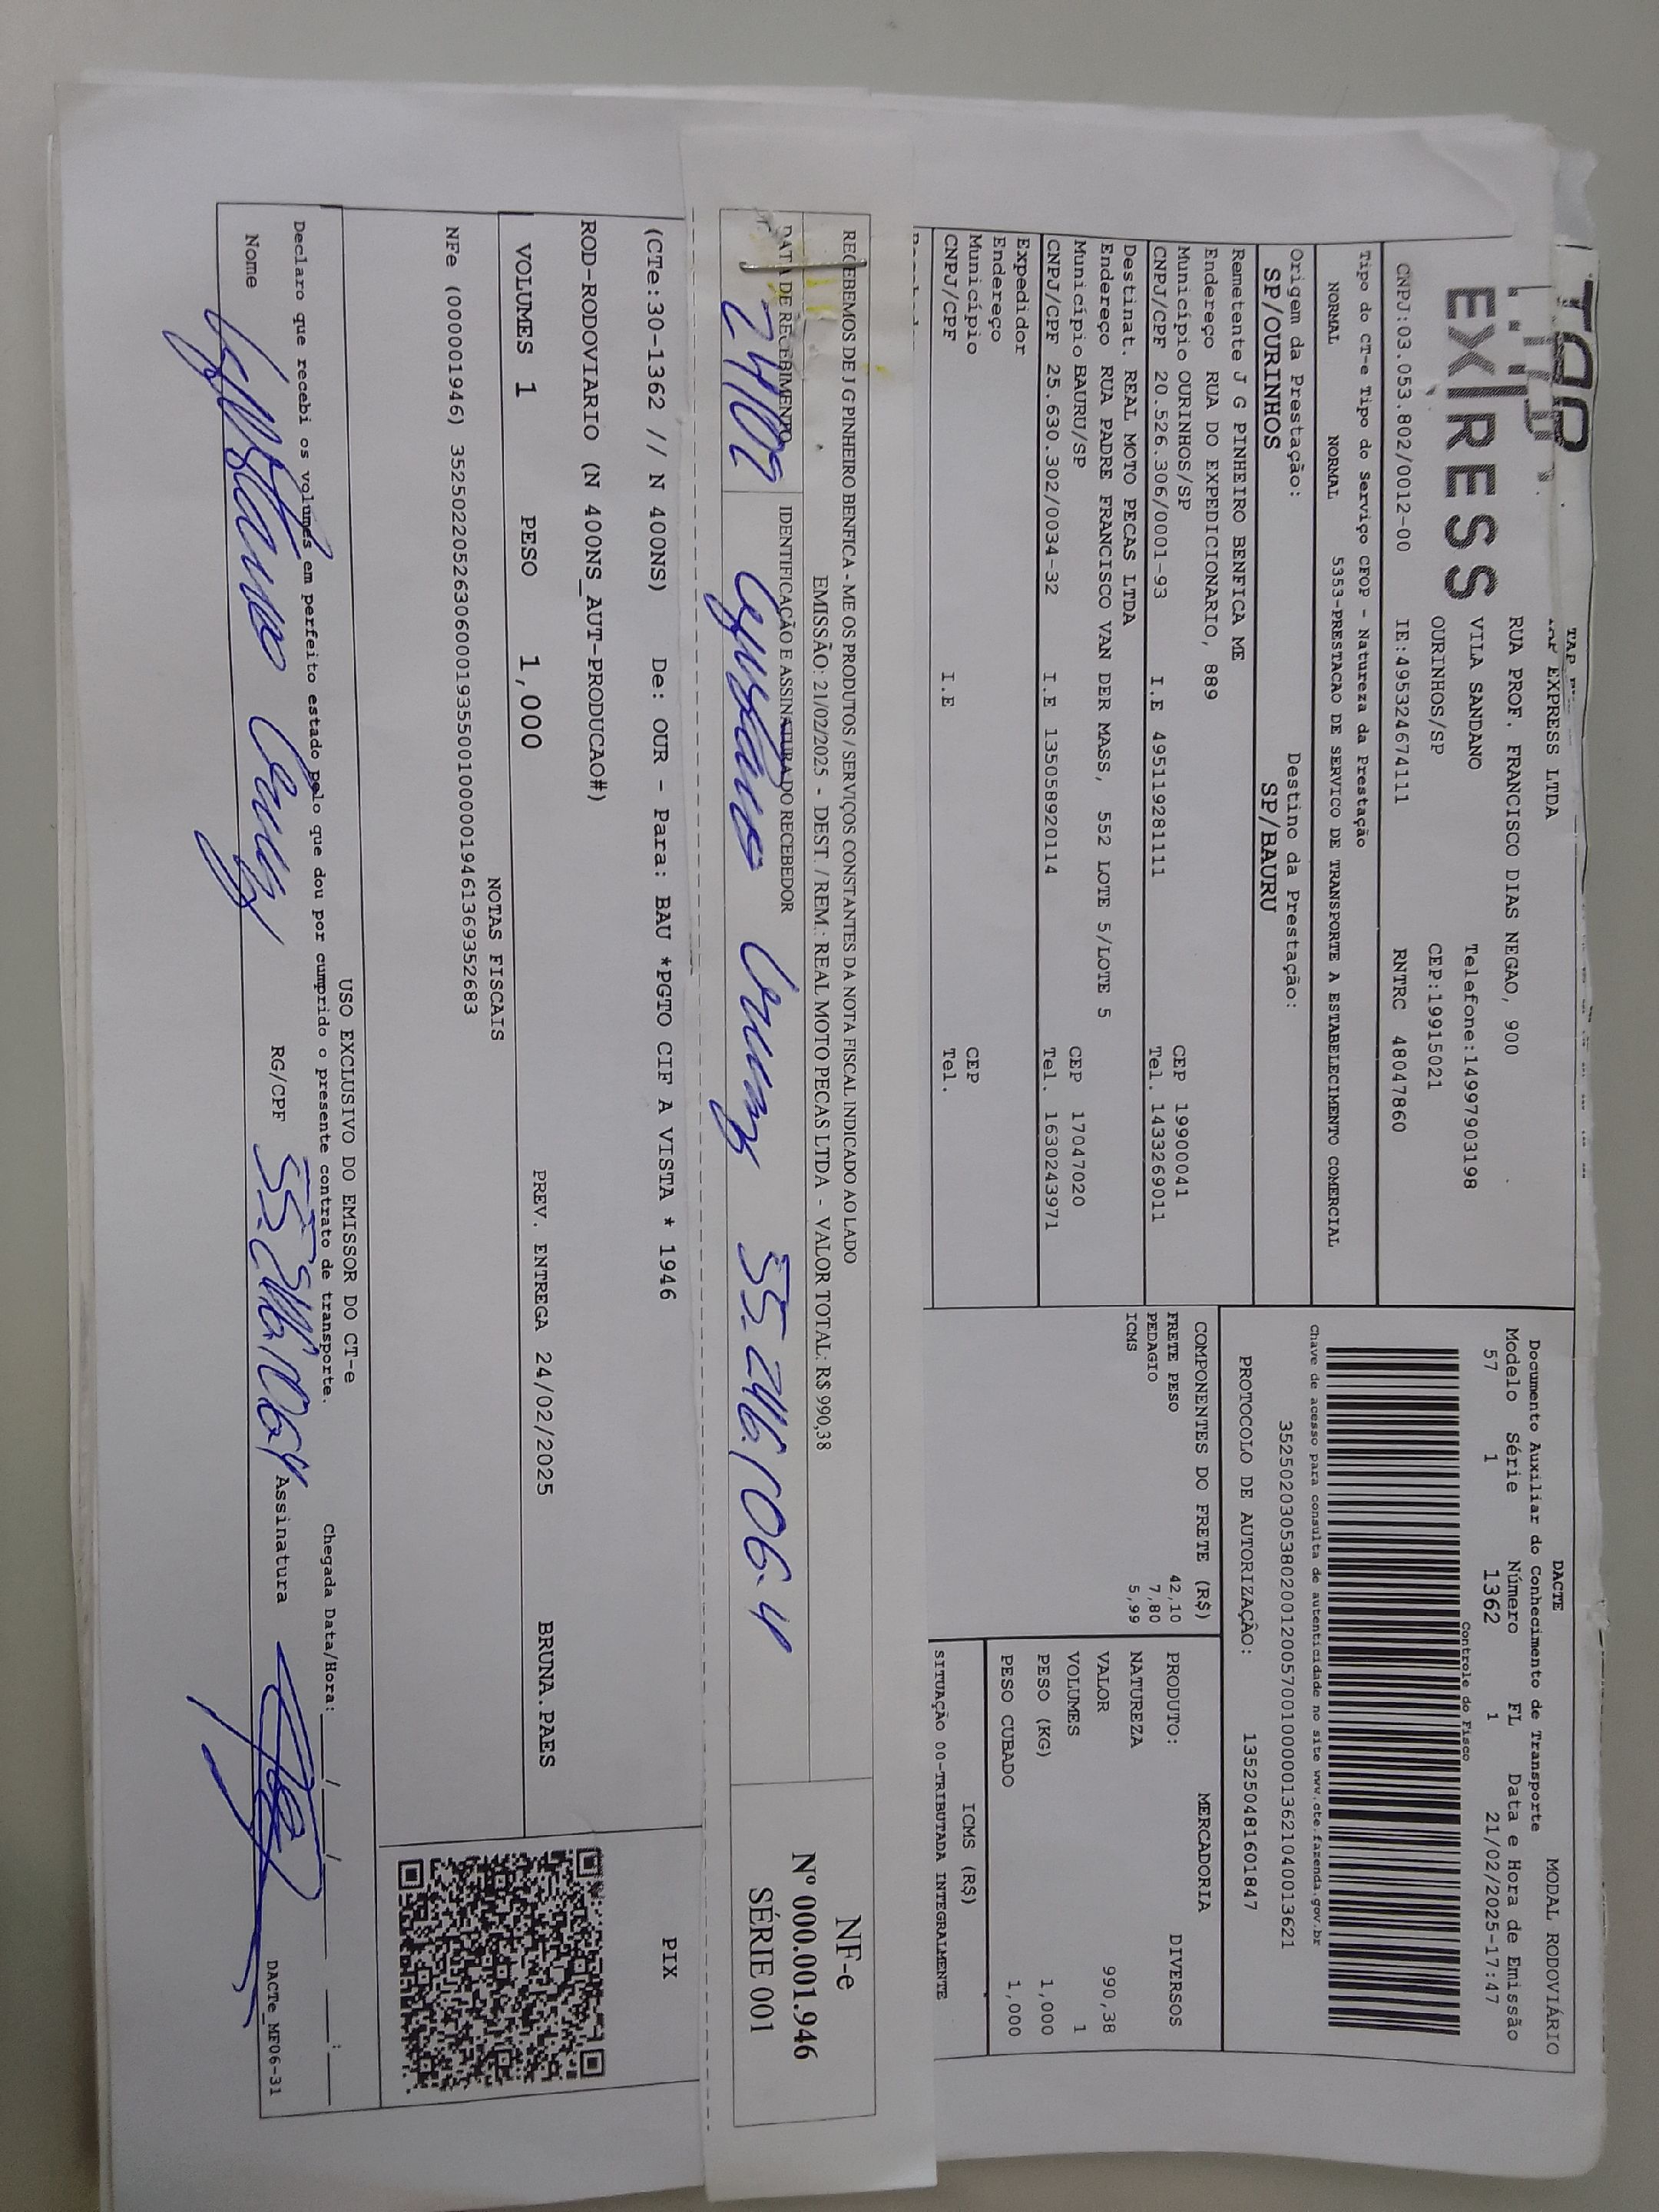 TAP
EXPRESS
TAP EXPRESS LTDA
RUA PROF. FRANCISCO DIAS NEGAO, 900
VILA SANDANO Telefone:14997903198
OURINHOS/SP CEP:19915021
CNPJ:03.053.802/0012-00 IE:495324674111 RNTRC 48047860
DACTE MODAL RODOVIÁRIO
Documento Auxiliar do Conhecimento de Transporte
Modelo Série Número FL Data e Hora de Emissão
57 1 1362 1 21/02/2025-17:47
Controle do Fisco
Chave de acesso para consulta de autenticidade no site www.cte.fazenda.gov.br
35250203053802001200570010000013621040013621
PROTOCOLO DE AUTORIZAÇÃO: 135250481601847
Tipo do CT-e Tipo do Serviço CFOP - Natureza da Prestação
NORMAL NORMAL 5353-PRESTACAO DE SERVICO DE TRANSPORTE A ESTABELECIMENTO COMERCIAL
Origem da Prestação: Destino da Prestação:
SP/OURINHOS SP/BAURU
Remetente J G PINHEIRO BENFICA ME
Endereço RUA DO EXPEDICIONARIO, 889
Município OURINHOS/SP CEP 19900041
CNPJ/CPF 20.526.306/0001-93 I.E 495119281111 Tel. 1433269011
Destinat. REAL MOTO PECAS LTDA
Endereço RUA PADRE FRANCISCO VAN DER MASS, 552 LOTE 5/LOTE 5
Município BAURU/SP CEP 17047020
CNPJ/CPF 25.630.302/0034-32 I.E 135058920114 Tel. 1630243971
Expedidor
Endereço
Município CEP
CNPJ/CPF I.E Tel.
COMPONENTES DO FRETE (R$)
FRETE PESO 42,10
PEDAGIO 7,80
ICMS 5,99
MERCADORIA
PRODUTO: DIVERSOS
NATUREZA
VALOR 990,38
VOLUMES 1
PESO (KG) 1,000
PESO CUBADO 1,000
ICMS (R$)
SITUAÇÃO 00-TRIBUTADA INTEGRALMENTE
RECEBEMOS DE J G PINHEIRO BENFICA - ME OS PRODUTOS / SERVIÇOS CONSTANTES DA NOTA FISCAL INDICADO AO LADO
EMISSÃO: 21/02/2025 - DEST. / REM.: REAL MOTO PECAS LTDA - VALOR TOTAL: R$ 990,38
DATA DE RECEBIMENTO IDENTIFICAÇÃO E ASSINATURA DO RECEBEDOR
24/02
NF-e
Nº 000.001.946
SÉRIE 001
(CTe:30-1362 // N 400NS) De: OUR - Para: BAU *PGTO CIF A VISTA * 1946
PIX
ROD-RODOVIARIO (N 400NS_AUT-PRODUCAO#)
VOLUMES 1 PESO 1,000 PREV. ENTREGA 24/02/2025 BRUNA.PAES
NOTAS FISCAIS
NFe (000001946) 35250220526306000193550010000019461369352683
USO EXCLUSIVO DO EMISSOR DO CT-e
Declaro que recebi os volumes em perfeito estado pelo que dou por cumprido o presente contrato de transporte. Chegada Data/Hora: ____/____/____ ____:____
Nome RG/CPF Assinatura
DACTe_MF06-31